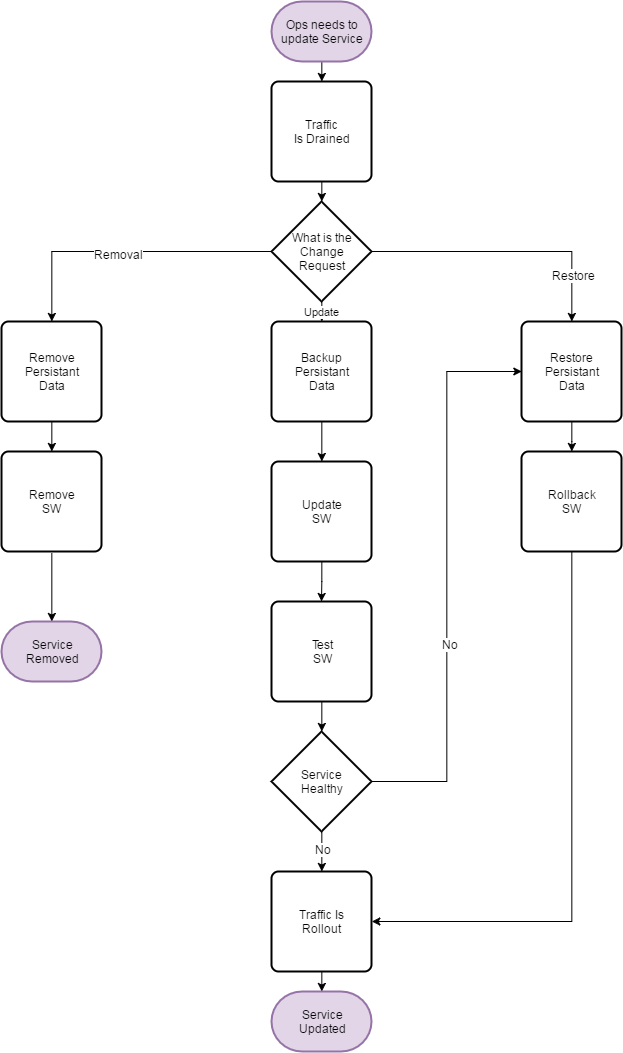 Ops needs to
update Service
Traffic
Is Drained
What is the
Change
Request
Removal
Update
Restore
Remove
Persistant
Data
Backup
Persistant
Data
Restore
Persistant
Data
Remove
SW
Update
SW
Rollback
SW
Service
Removed
Test
SW
No
Service
Healthy
No
Traffic Is
Rollout
Service
Updated